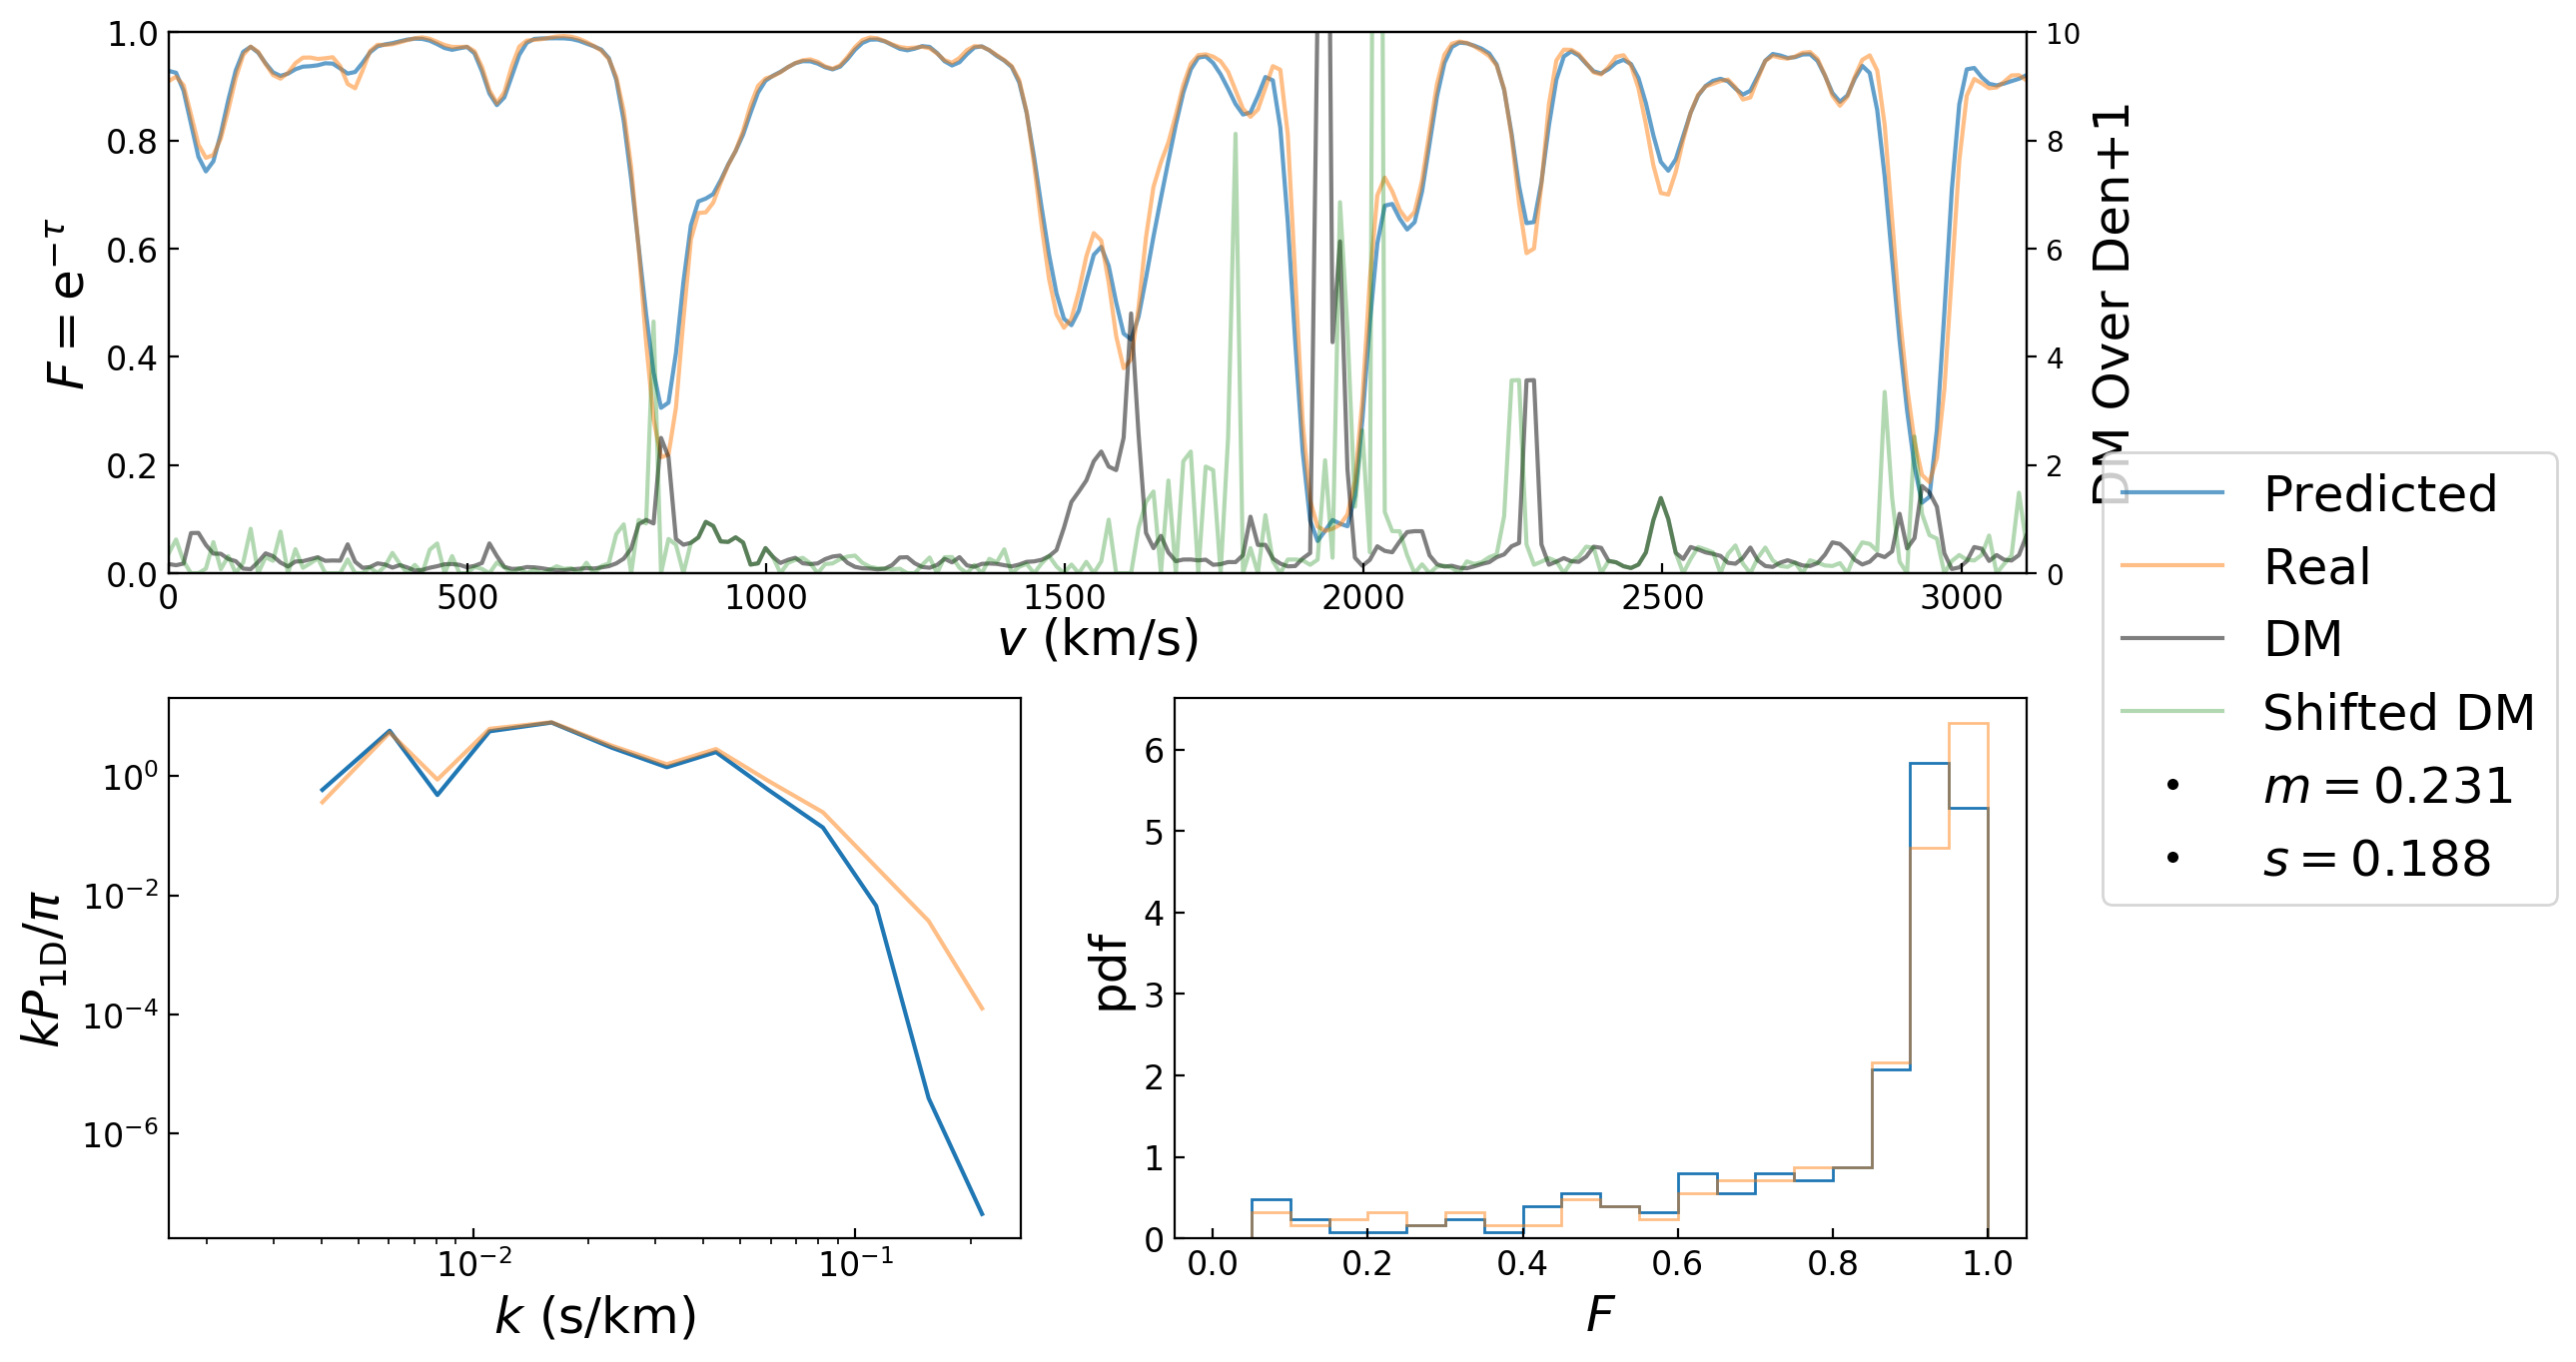 1.0
0.8
0.6
0.4
0.2
0.0
F = e^{−τ}
0 500 1000 1500 2000 2500 3000
v (km/s)
10
8
6
4
2
0
DM Over Den+1
Predicted
Real
DM
Shifted DM
m = 0.231
s = 0.188
10^0
10^{−2}
10^{−4}
10^{−6}
kP_{1D}/π
10^{−2} 10^{−1}
k (s/km)
6
5
4
3
2
1
0
pdf
0.0 0.2 0.4 0.6 0.8 1.0
F